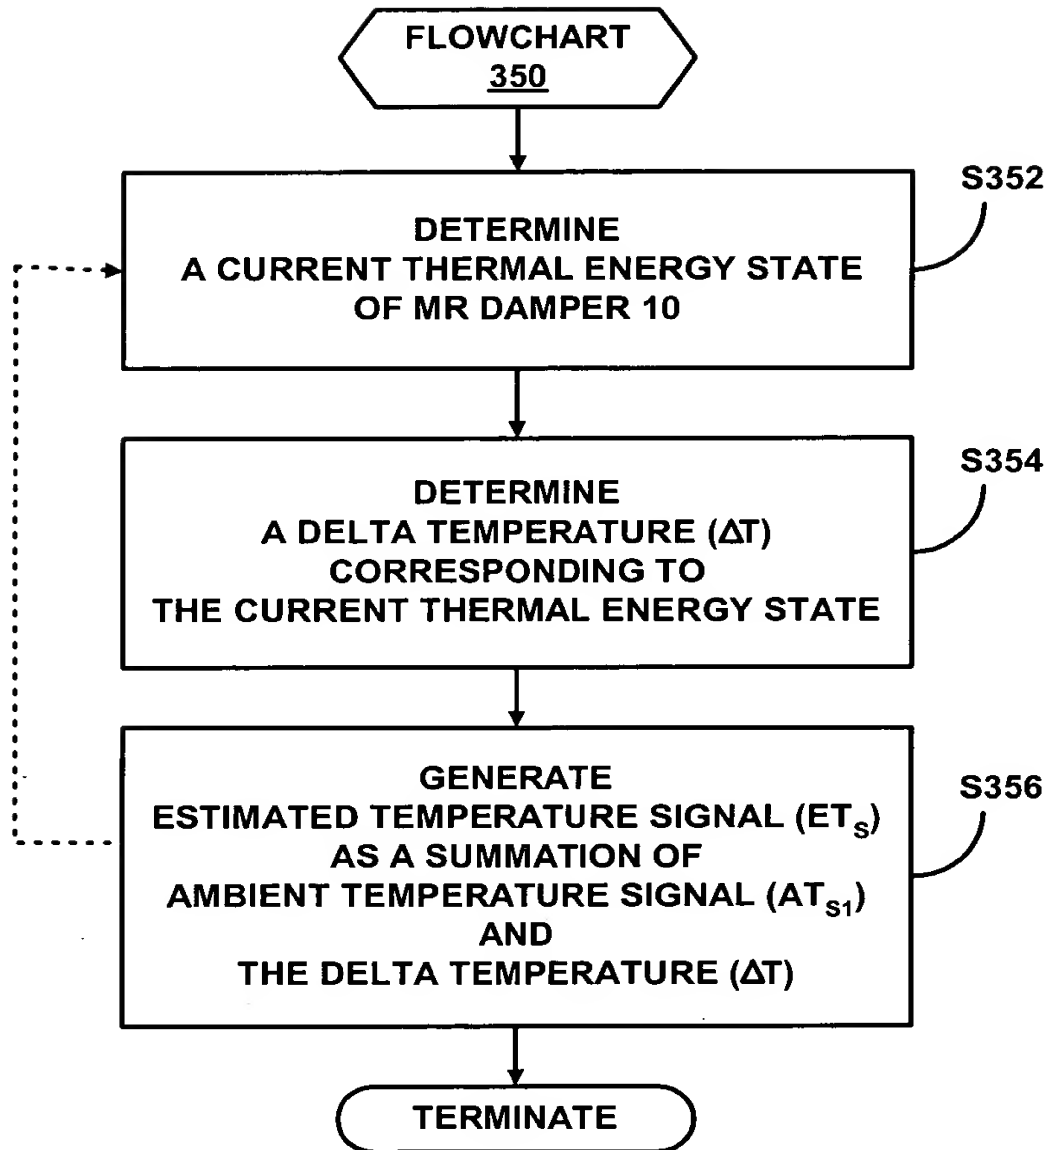 FLOWCHART
350
S352
DETERMINE
A CURRENT THERMAL ENERGY STATE
OF MR DAMPER 10
S354
DETERMINE
A DELTA TEMPERATURE (ΔT)
CORRESPONDING TO
THE CURRENT THERMAL ENERGY STATE
S356
GENERATE
ESTIMATED TEMPERATURE SIGNAL (ETS)
AS A SUMMATION OF
AMBIENT TEMPERATURE SIGNAL (ATS1)
AND
THE DELTA TEMPERATURE (ΔT)
TERMINATE